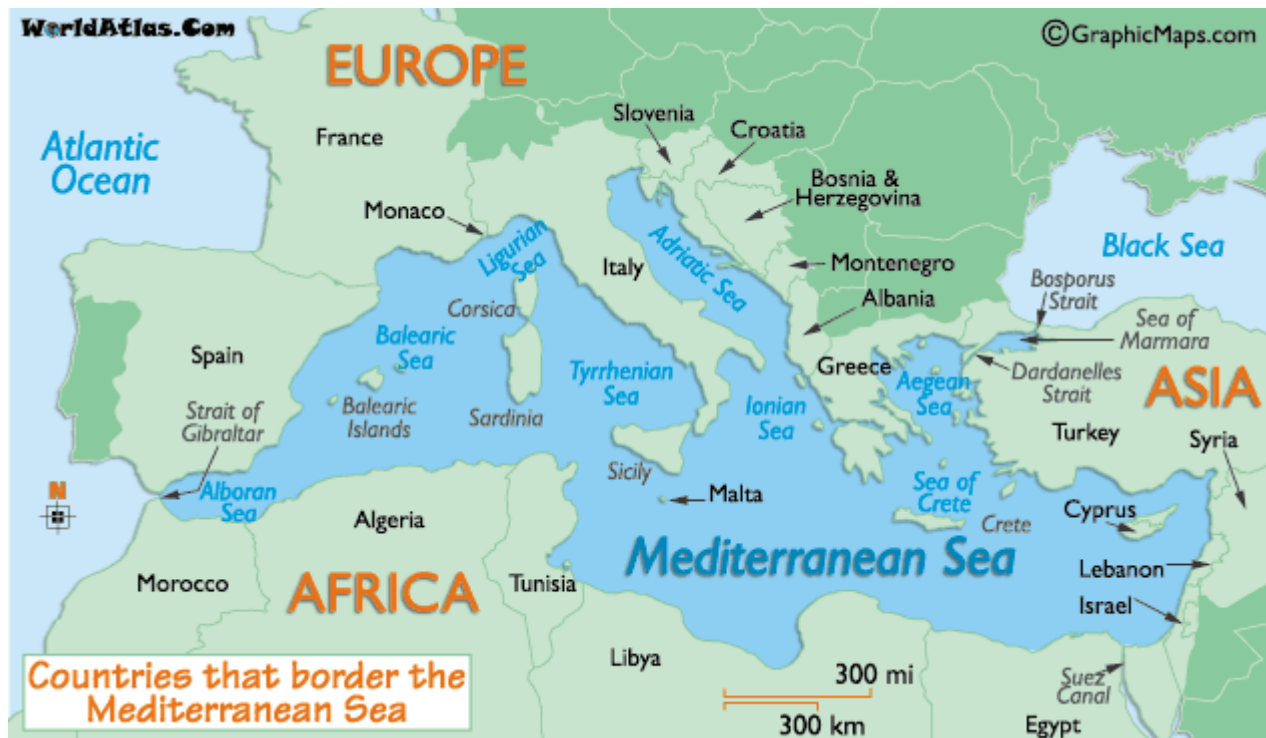 WorldAtlas.Com
©GraphicMaps.com
EUROPE
Slovenia
Croatia
France
Atlantic
Ocean
Bosnia &
Herzegovina
Monaco
Ligurian
Sea
Adriatic Sea
Italy
Montenegro
Black Sea
Bosporus
Strait
Albania
Corsica
Sea of
Marmara
Balearic
Sea
Spain
Greece
Tyrrhenian
Sea
Aegean
Sea
Dardanelles
Strait
ASIA
Ionian
Sea
Balearic
Islands
Sardinia
Strait of
Gibraltar
Turkey
Syria
Sicily
N
Alboran
Sea
Malta
Sea of
Crete
Crete
Cyprus
Algeria
Mediterranean Sea
Lebanon
Morocco
AFRICA
Tunisia
Israel
Libya
300 mi
300 km
Suez
Canal
Egypt
Countries that border the
Mediterranean Sea